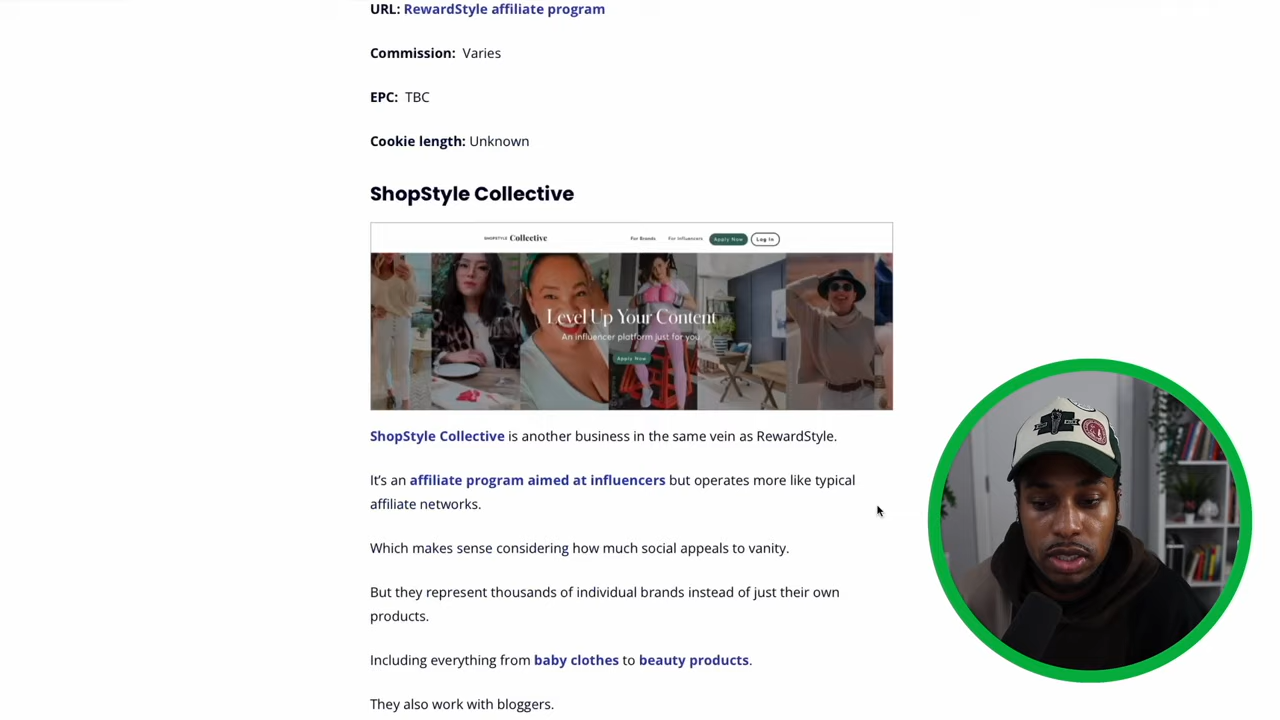 URL: RewardStyle affiliate program
Commission: Varies
EPC: TBC
Cookie length: Unknown
ShopStyle Collective
SHOPSTYLE Collective
For Brands
For Influencers
Apply Now
Log In
Level Up Your Content
An influencer platform just for you.
Apply Now
ShopStyle Collective is another business in the same vein as RewardStyle.
It's an affiliate program aimed at influencers but operates more like typical
affiliate networks.
Which makes sense considering how much social appeals to vanity.
But they represent thousands of individual brands instead of just their own
products.
Including everything from baby clothes to beauty products.
They also work with bloggers.